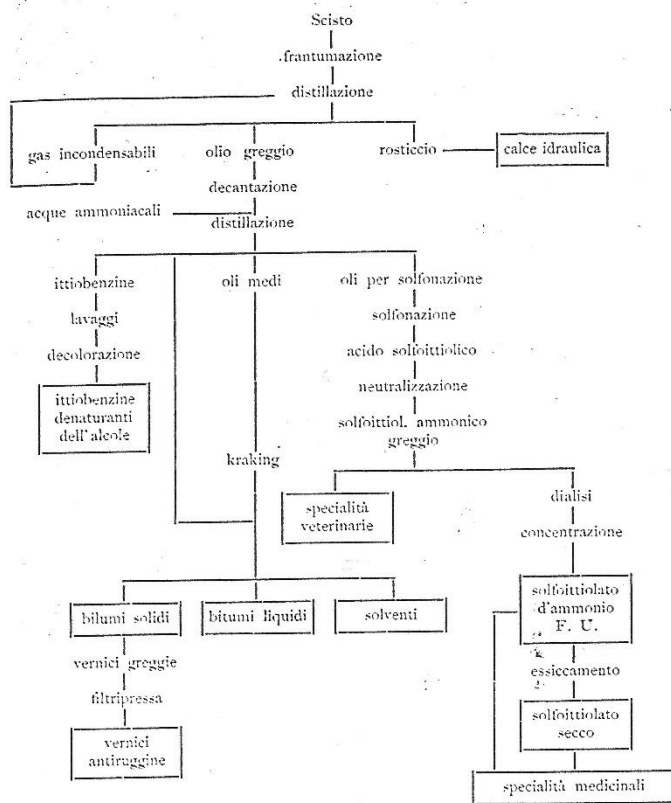 Scisto
frantumazione
distillazione
gas incondensabili
olio greggio
rosticcio
calce idraulica
decantazione
acque ammoniacali
distillazione
ittiobenzine
oli medi
oli per solfonazione
lavaggi
solfonazione
decolorazione
acido solfoittiolico
neutralizzazione
ittiobenzine
denaturanti
dell'alcole
solfoittiol. ammonico
greggio
kraking
specialità
veterinarie
dialisi
concentrazione
bilumi solidi
bitumi liquidi
solventi
solfoittiolato
d'ammonio
F. U.
vernici greggie
filtripressa
essiccamento
vernici
antiruggine
solfoittiolato
secco
specialità medicinali